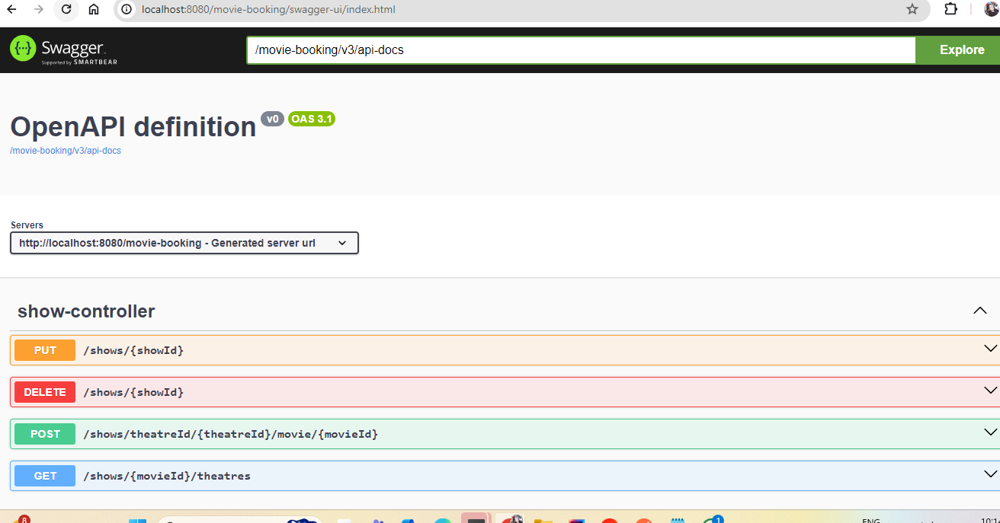 localhost:8080/movie-booking/swagger-ui/index.html
Swagger.
Supported by SMARTBEAR
/movie-booking/v3/api-docs
Explore
OpenAPI definition v0 OAS 3.1
/movie-booking/v3/api-docs
Servers
http://localhost:8080/movie-booking - Generated server url
show-controller
PUT /shows/{showId}
DELETE /shows/{showId}
POST /shows/theatreId/{theatreId}/movie/{movieId}
GET /shows/{movieId}/theatres
8
1
ENG